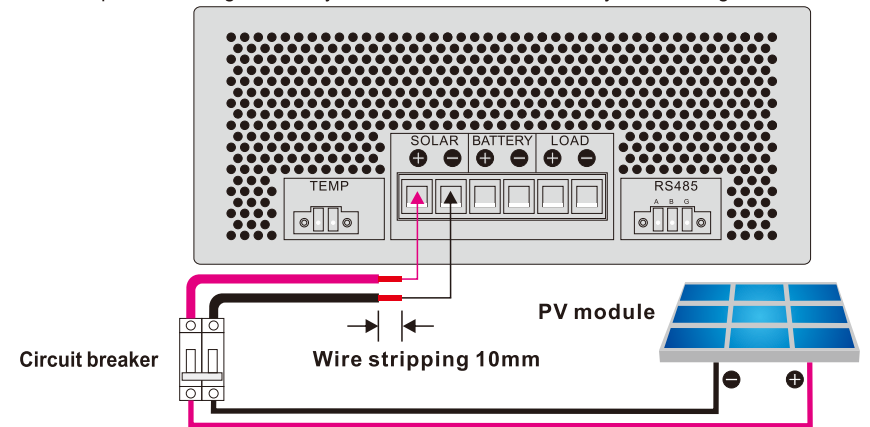 SOLAR BATTERY LOAD
+ − + − + −
TEMP
RS485
A B G
PV module
Circuit breaker
Wire stripping 10mm
− +